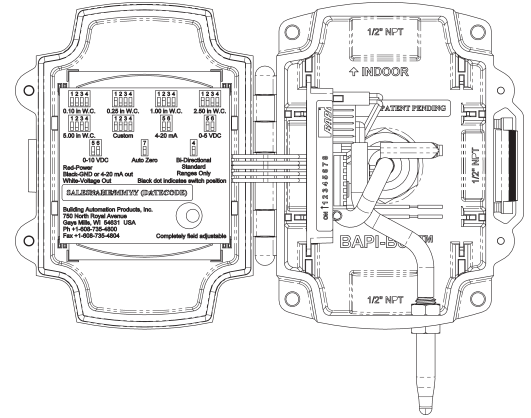 1/2" NPT
↑ INDOOR
PATENT PENDING
1/2" NPT
ON ↑ 1 2 3 4 5 6 7 8
1/2" NPT
1 2 3 4 1 2 3 4 1 2 3 4 1 2 3 4
0.10 in W.C. 0.25 in W.C. 1.00 in W.C. 2.50 in W.C.
1 2 3 4 1 2 3 4 5 6 5 6
5.00 in W.C. Custom 4-20 mA 0-5 VDC
5 6 7 4
0-10 VDC Auto Zero Bi-Directional
Standard
Red-Power
Black-GND or 4-20 mA out Ranges Only
White-Voltage Out Black dot indicates switch position
SALESNAME/MMYY (DATECODE)
Building Automation Products, Inc.
750 North Royal Avenue
Gays Mills, WI 54631 USA
Ph +1-608-735-4800
Fax +1-608-735-4804 Completely field adjustable